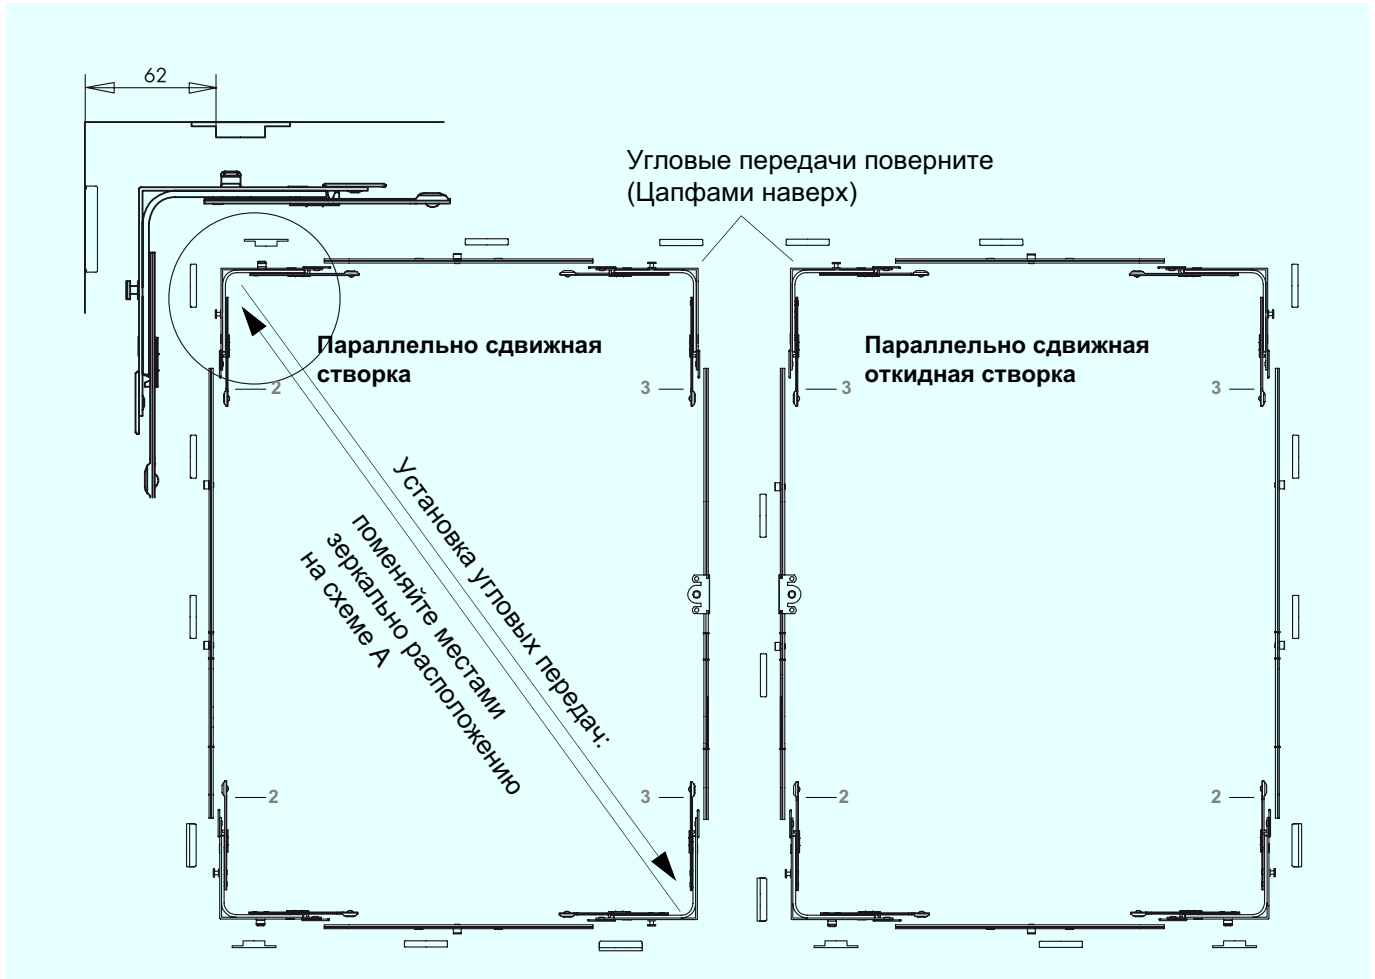 62
Угловые передачи поверните
(Цапфами наверх)
Параллельно сдвижная
створка
Параллельно сдвижная
откидная створка
2
3
3
3
Установка угловых передач:
поменяйте местами
зеркально расположению
на схеме А
2
3
2
2